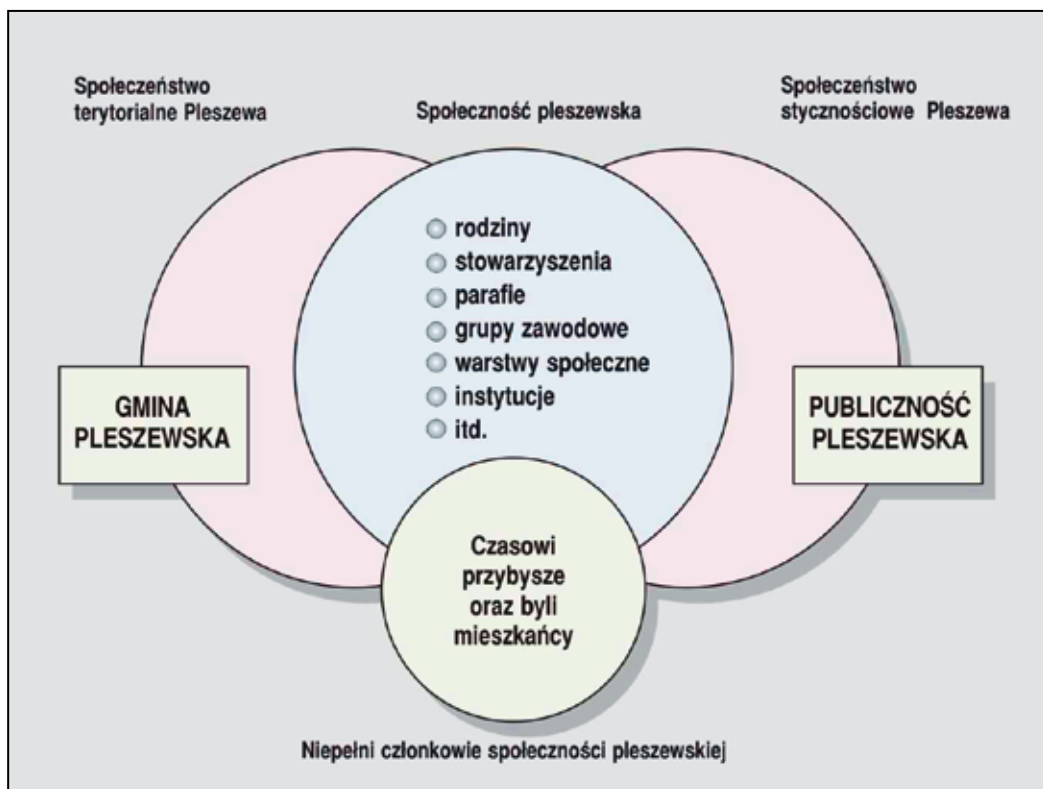 Społeczeństwo
terytorialne Pleszewa
Społeczność pleszewska
Społeczeństwo
stycznościowe Pleszewa
rodziny
stowarzyszenia
parafie
grupy zawodowe
warstwy społeczne
instytucje
itd.
GMINA
PLESZEWSKA
PUBLICZNOŚĆ
PLESZEWSKA
Czasowi
przybysze
oraz byli
mieszkańcy
Niepełni członkowie społeczności pleszewskiej